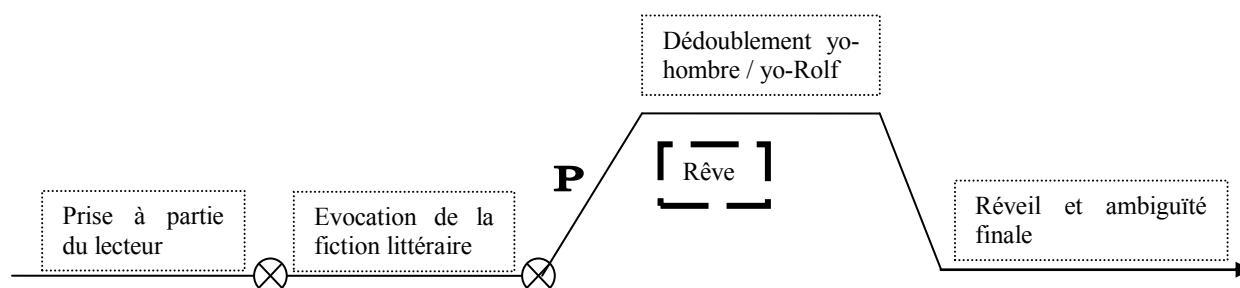 Prise à partie
du lecteur
Evocation de la
fiction littéraire
P
Dédoublement yo-
hombre / yo-Rolf
Rêve
Réveil et ambiguïté
finale